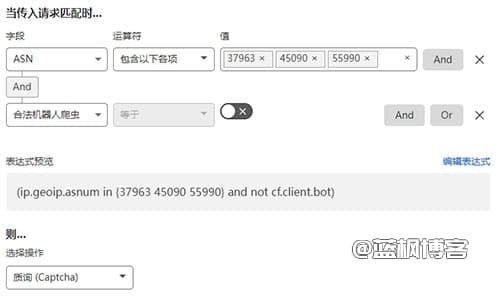 当传入请求匹配时...
字段 运算符 值
ASN 包含以下各项 37963 × 45090 × 55990 × × And ×
And
合法机器人爬虫 等于 × And Or ×
表达式预览 编辑表达式
(ip.geoip.asnum in {37963 45090 55990} and not cf.client.bot)
则...
选择操作
质询 (Captcha)
@蓝枫博客